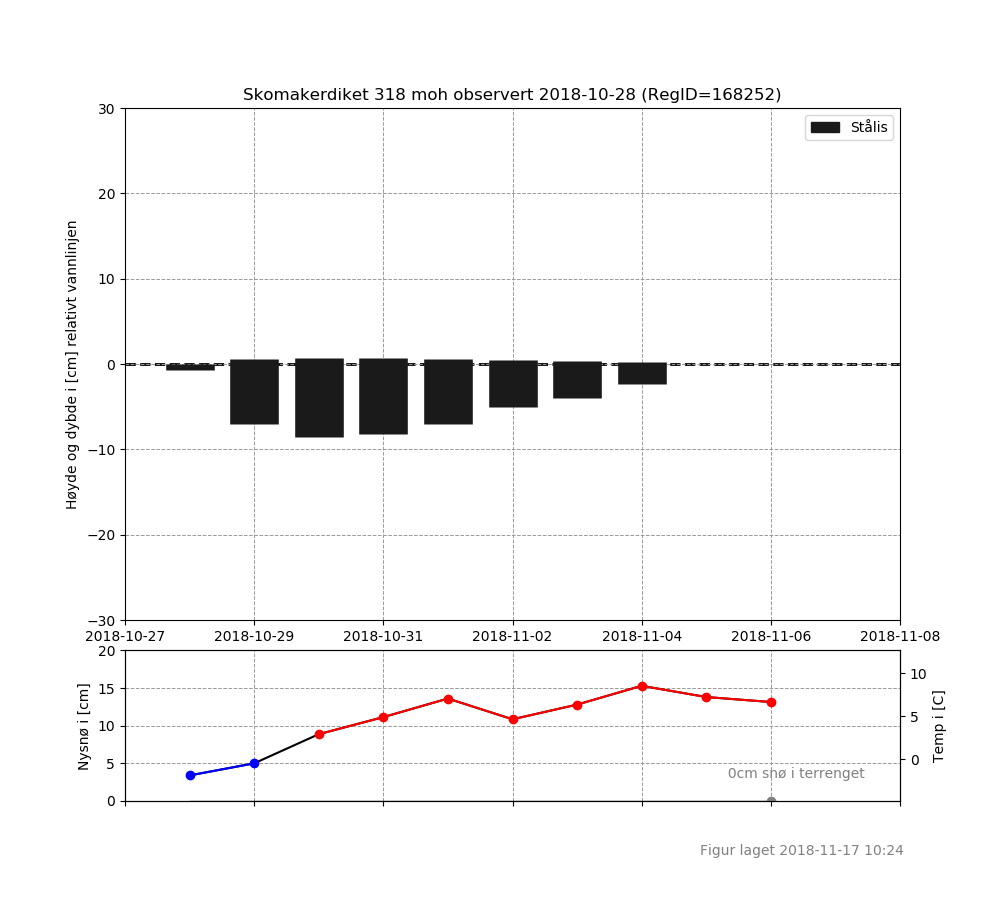 Skomakerdiket 318 moh observert 2018-10-28 (RegID=168252)
Stålis
Høyde og dybde i [cm] relativt vannlinjen
30
20
10
0
−10
−20
−30
2018-10-27 2018-10-29 2018-10-31 2018-11-02 2018-11-04 2018-11-06 2018-11-08
Nysnø i [cm]
20
15
10
5
0
10
5
0
Temp i [C]
0cm snø i terrenget
Figur laget 2018-11-17 10:24